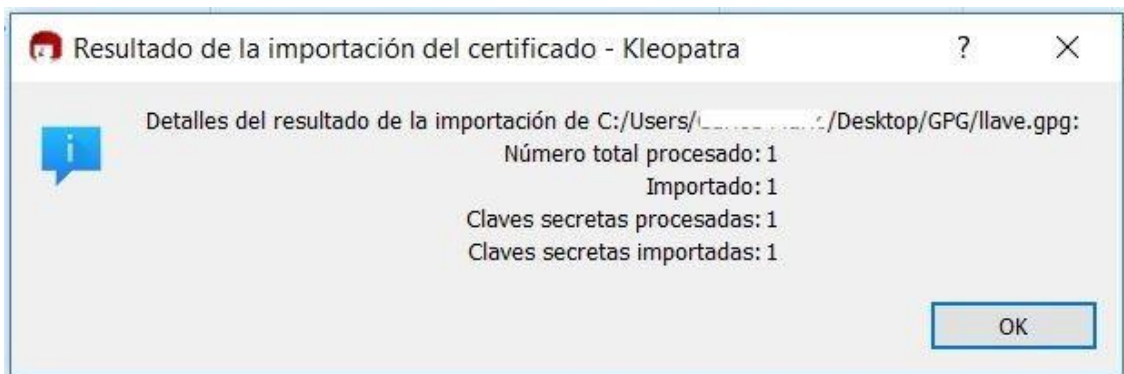 Resultado de la importación del certificado - Kleopatra ? X
Detalles del resultado de la importación de C:/Users/ /Desktop/GPG/llave.gpg:
Número total procesado: 1
Importado: 1
Claves secretas procesadas: 1
Claves secretas importadas: 1
OK